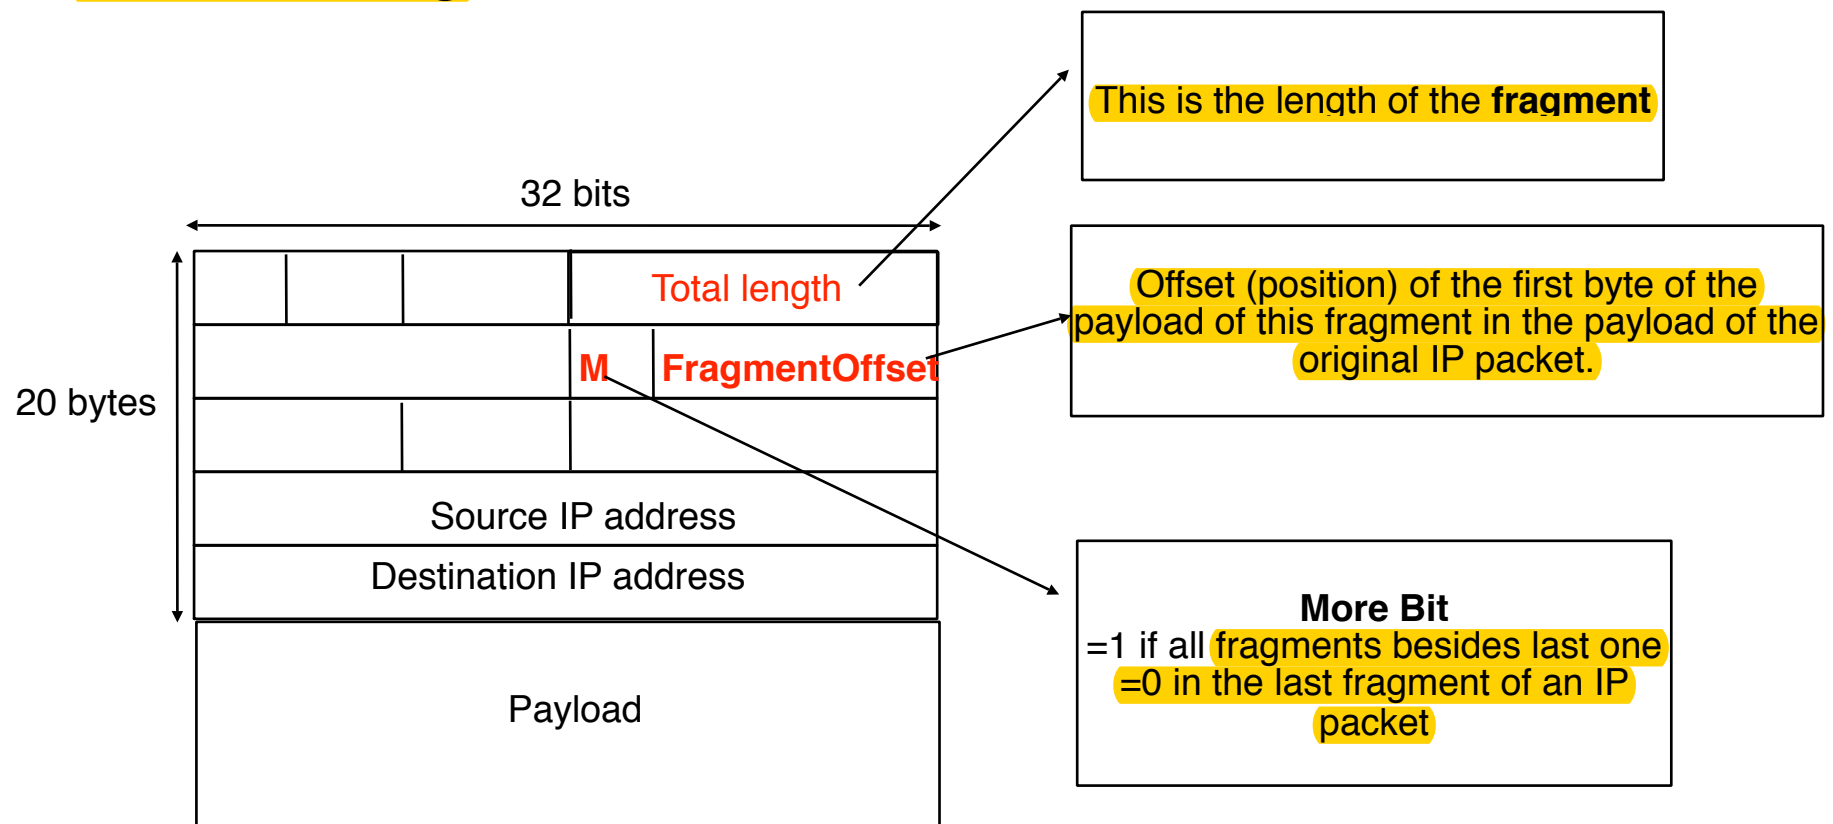 This is the length of the fragment
32 bits
Total length
Offset (position) of the first byte of the
payload of this fragment in the payload of the
original IP packet.
M
FragmentOffset
20 bytes
Source IP address
Destination IP address
More Bit
=1 if all fragments besides last one
=0 in the last fragment of an IP
packet
Payload